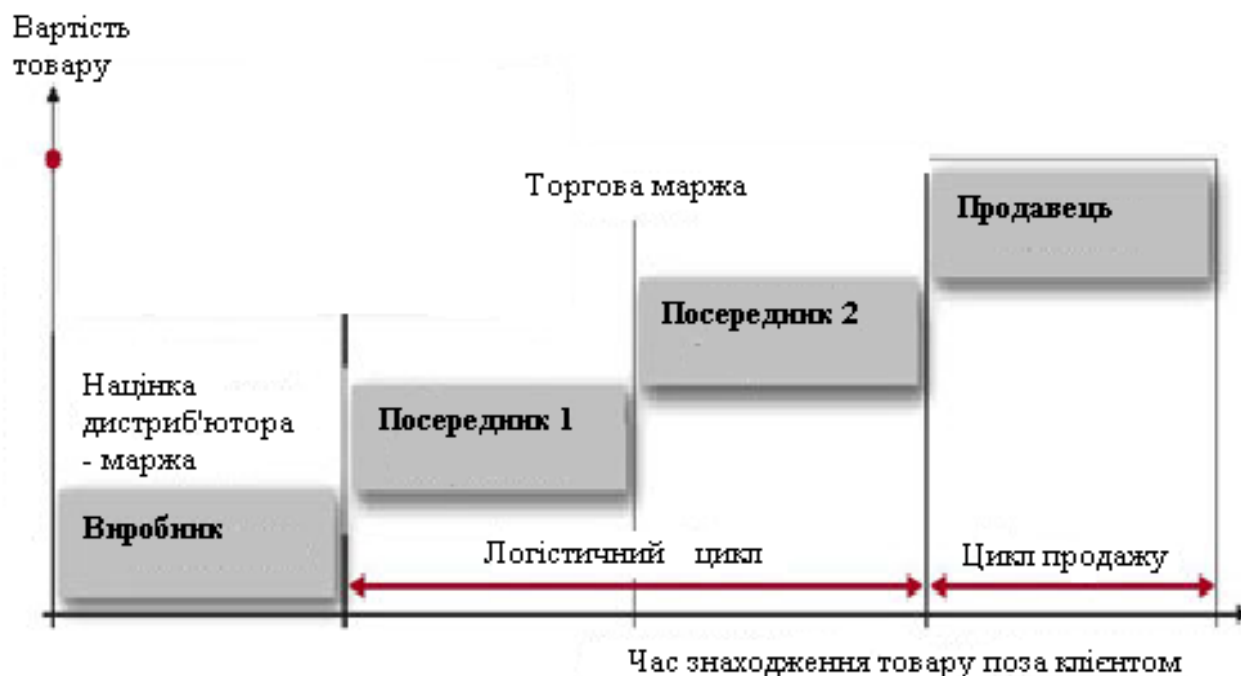 Вартість
товару
Торгова маржа
Продавець
Посередник 2
Націнка
дистриб'ютора
- маржа
Посередник 1
Виробник
Логістичний цикл
Цикл продажу
Час знаходження товару поза клієнтом